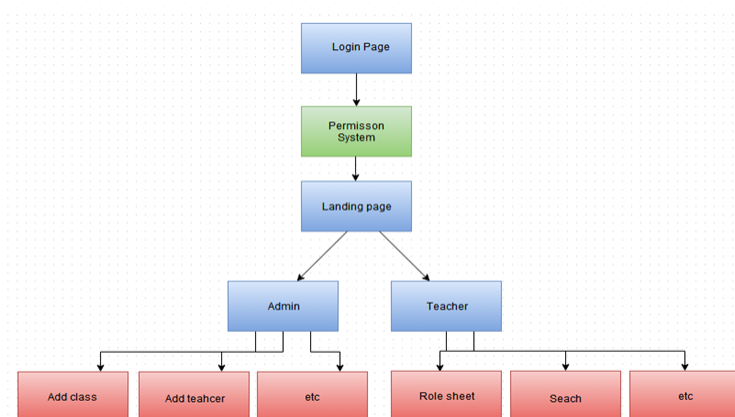 Login Page
Permisson
System
Landing page
Admin
Teacher
Add class
Add teahcer
etc
Role sheet
Seach
etc